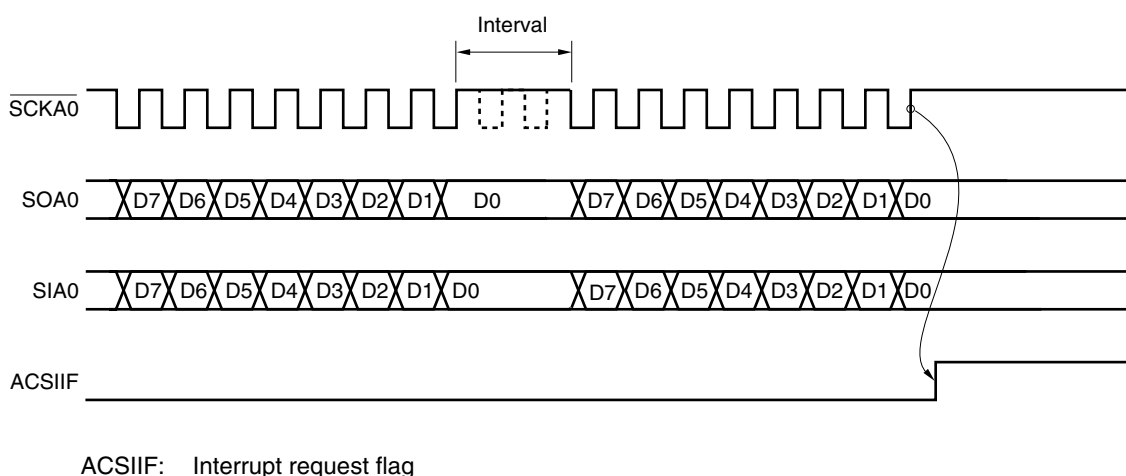 Interval
SCKA0
SOA0 D7 D6 D5 D4 D3 D2 D1 D0 D7 D6 D5 D4 D3 D2 D1 D0
SIA0 D7 D6 D5 D4 D3 D2 D1 D0 D7 D6 D5 D4 D3 D2 D1 D0
ACSIIF
ACSIIF: Interrupt request flag